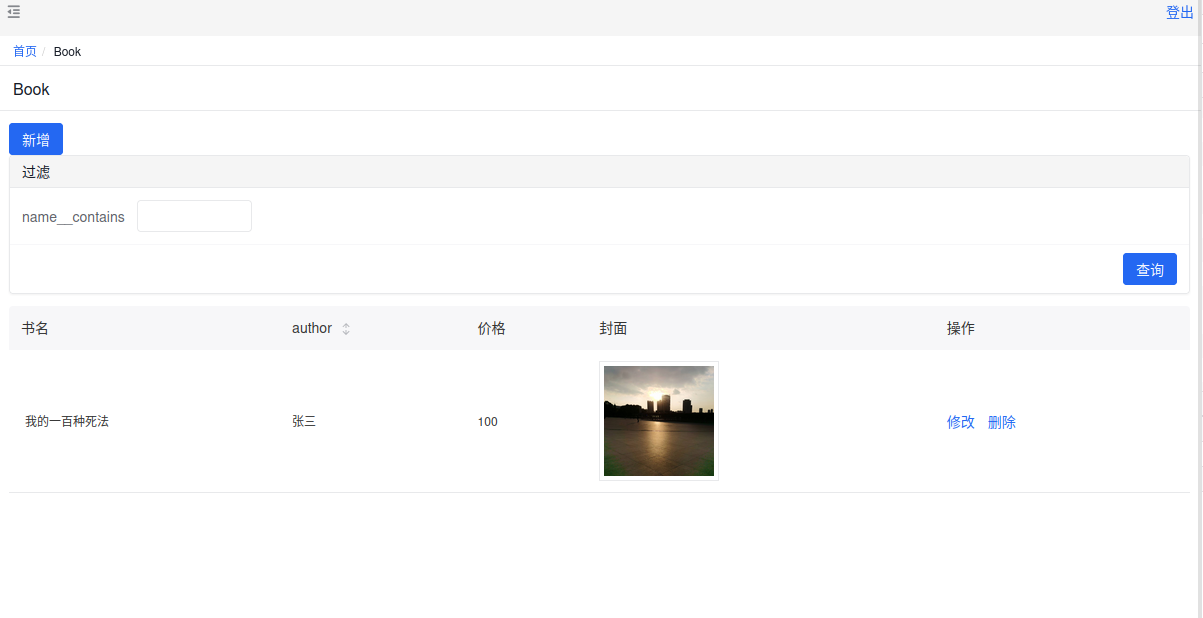 登出
首页 / Book
Book
新增
过滤
name__contains
查询
书名 author 价格 封面 操作
我的一百种死法 张三 100 修改 删除